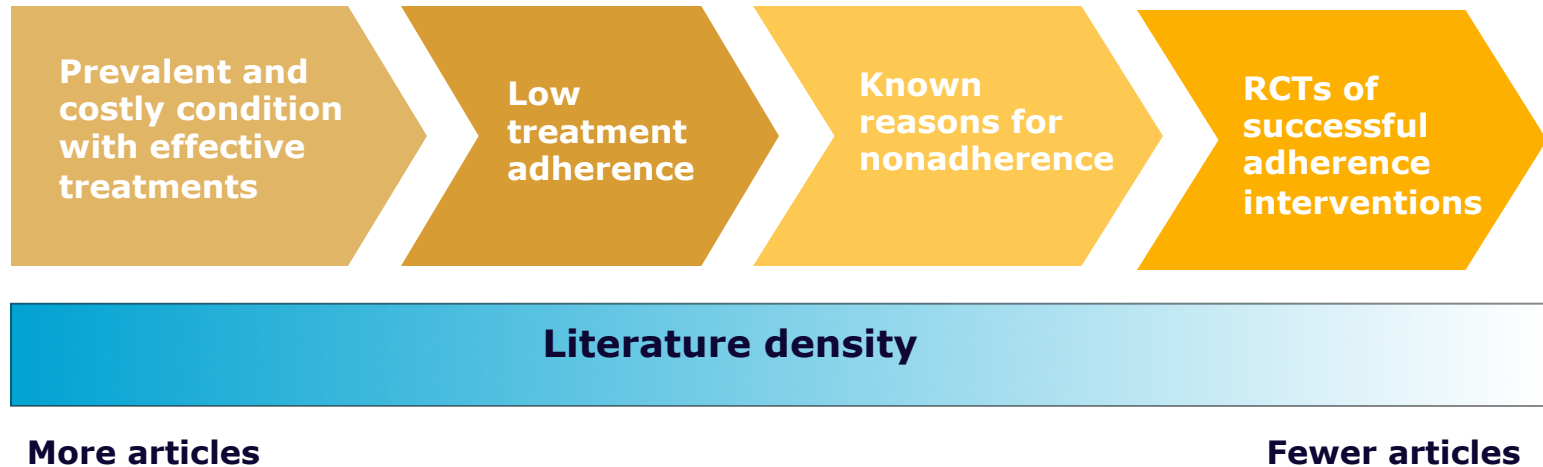 Prevalent and
costly condition
with effective
treatments
Low
treatment
adherence
Known
reasons for
nonadherence
RCTs of
successful
adherence
interventions
Literature density
More articles
Fewer articles